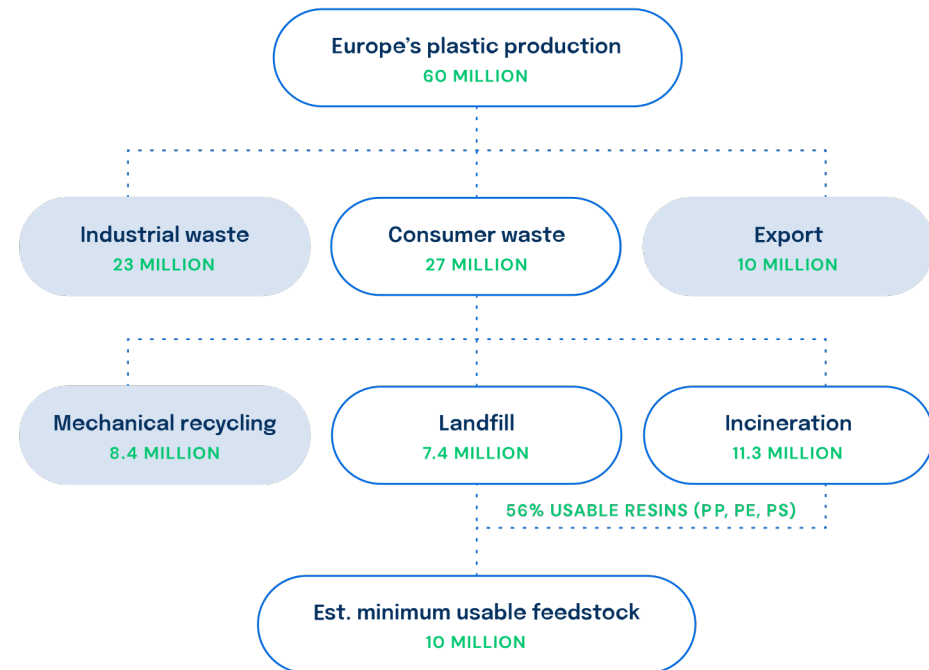 Europe’s plastic production
60 MILLION
Industrial waste
23 MILLION
Consumer waste
27 MILLION
Export
10 MILLION
Mechanical recycling
8.4 MILLION
Landfill
7.4 MILLION
Incineration
11.3 MILLION
56% USABLE RESINS (PP, PE, PS)
Est. minimum usable feedstock
10 MILLION